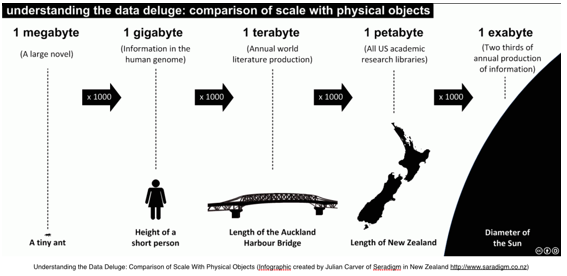 understanding the data deluge: comparison of scale with physical objects
1 megabyte
(A large novel)
1 gigabyte
(Information in the
human genome)
1 terabyte
(Annual world
literature production)
1 petabyte
(All US academic
research libraries)
1 exabyte
(Two thirds of
annual production
of information)
x 1000
x 1000
x 1000
x 1000
A tiny ant
Height of a
short person
Length of the Auckland
Harbour Bridge
Length of New Zealand
Diameter of
the Sun
Understanding the Data Deluge: Comparison of Scale With Physical Objects (Infographic created by Julian Carver of Seradigm in New Zealand http://www.saradigm.co.nz)